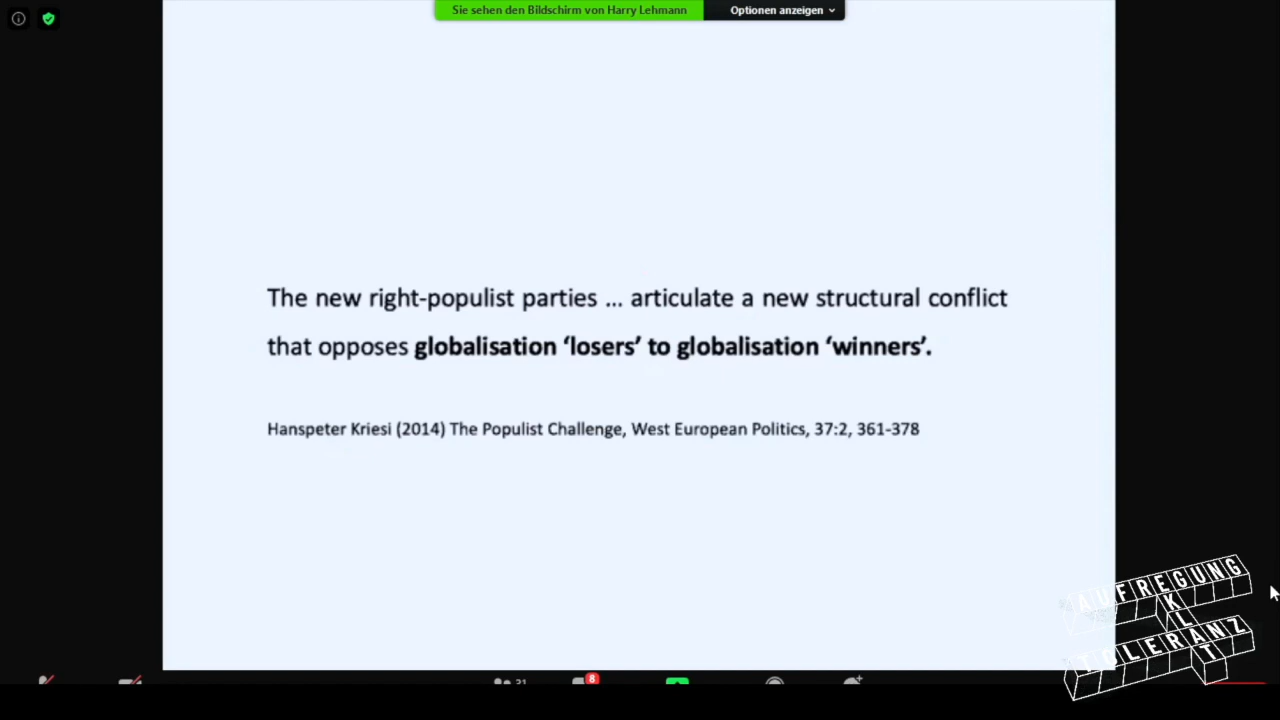 Sie sehen den Bildschirm von Harry Lehmann
Optionen anzeigen
The new right-populist parties ... articulate a new structural conflict
that opposes globalisation ‘losers’ to globalisation ‘winners’.
Hanspeter Kriesi (2014) The Populist Challenge, West European Politics, 37:2, 361-378
AUFREGUNG
EKLAT
TOLERANZ
8